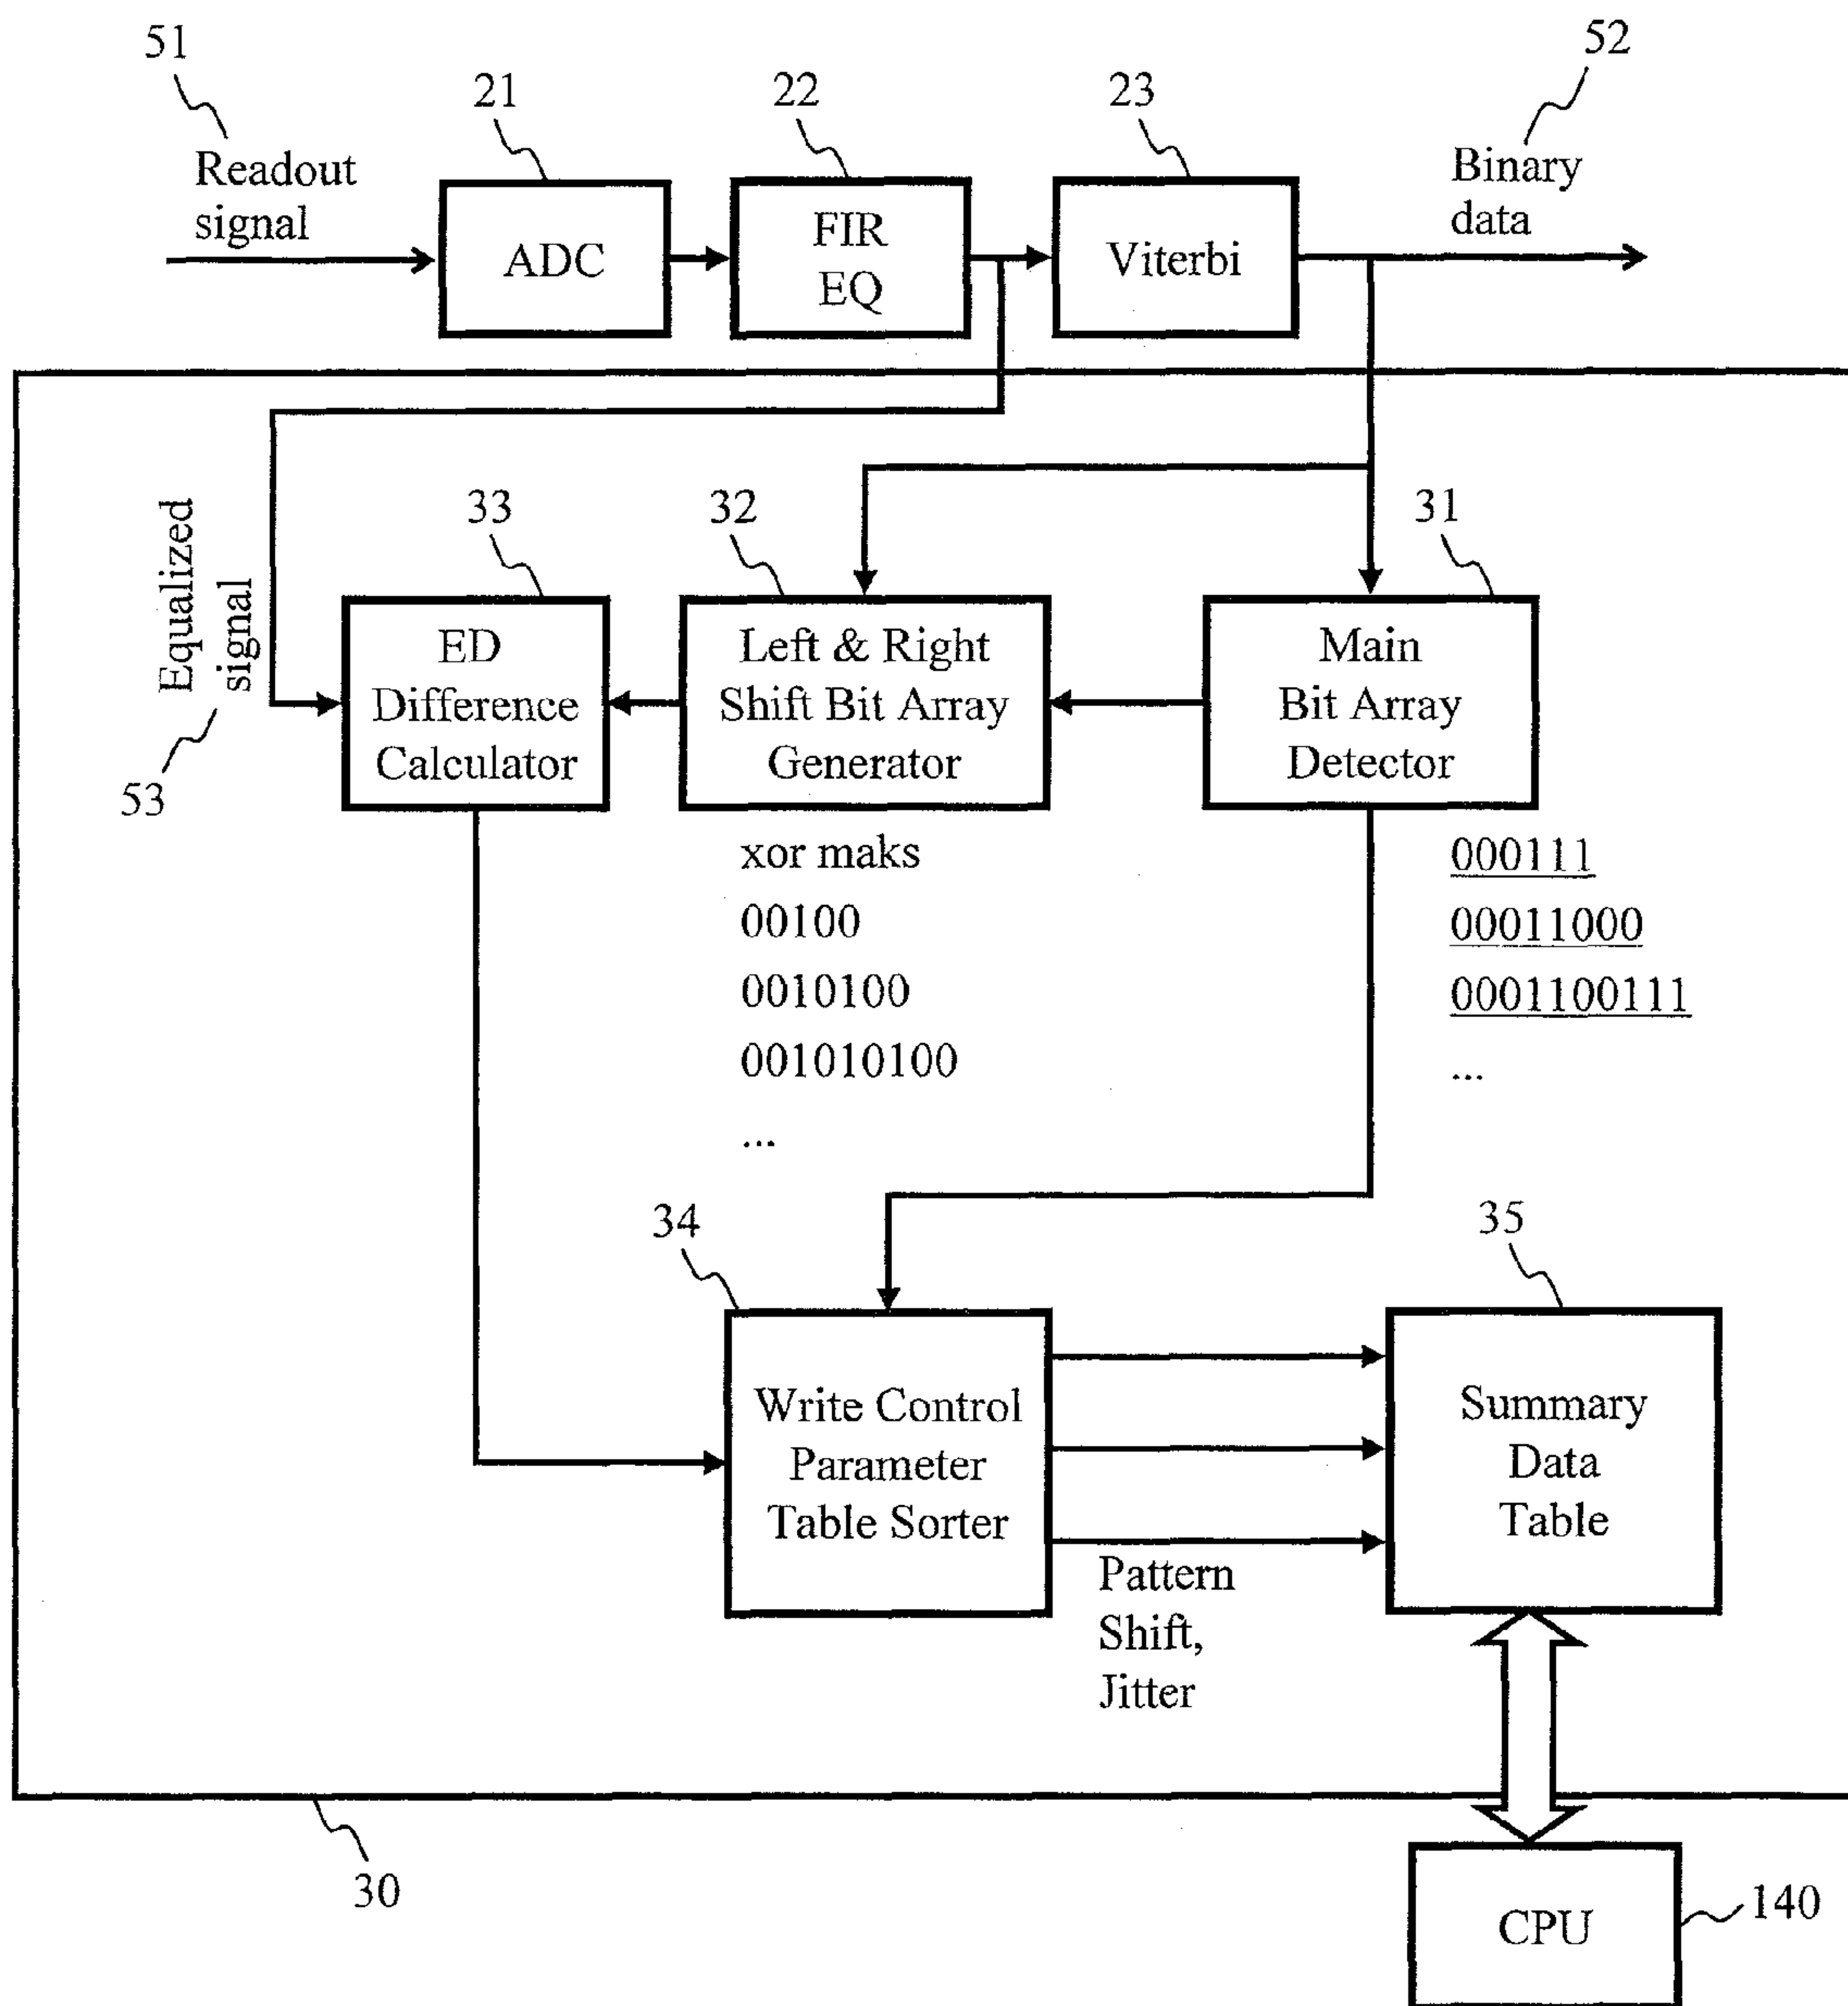 51
52
21
22
23
Readout
signal
ADC
FIR
EQ
Viterbi
Binary
data
Equalized
signal
53
33
32
31
ED
Difference
Calculator
Left & Right
Shift Bit Array
Generator
Main
Bit Array
Detector
xor maks
00100
0010100
001010100
...
000111
00011000
0001100111
...
34
35
Write Control
Parameter
Table Sorter
Pattern
Shift,
Jitter
Summary
Data
Table
30
CPU
140